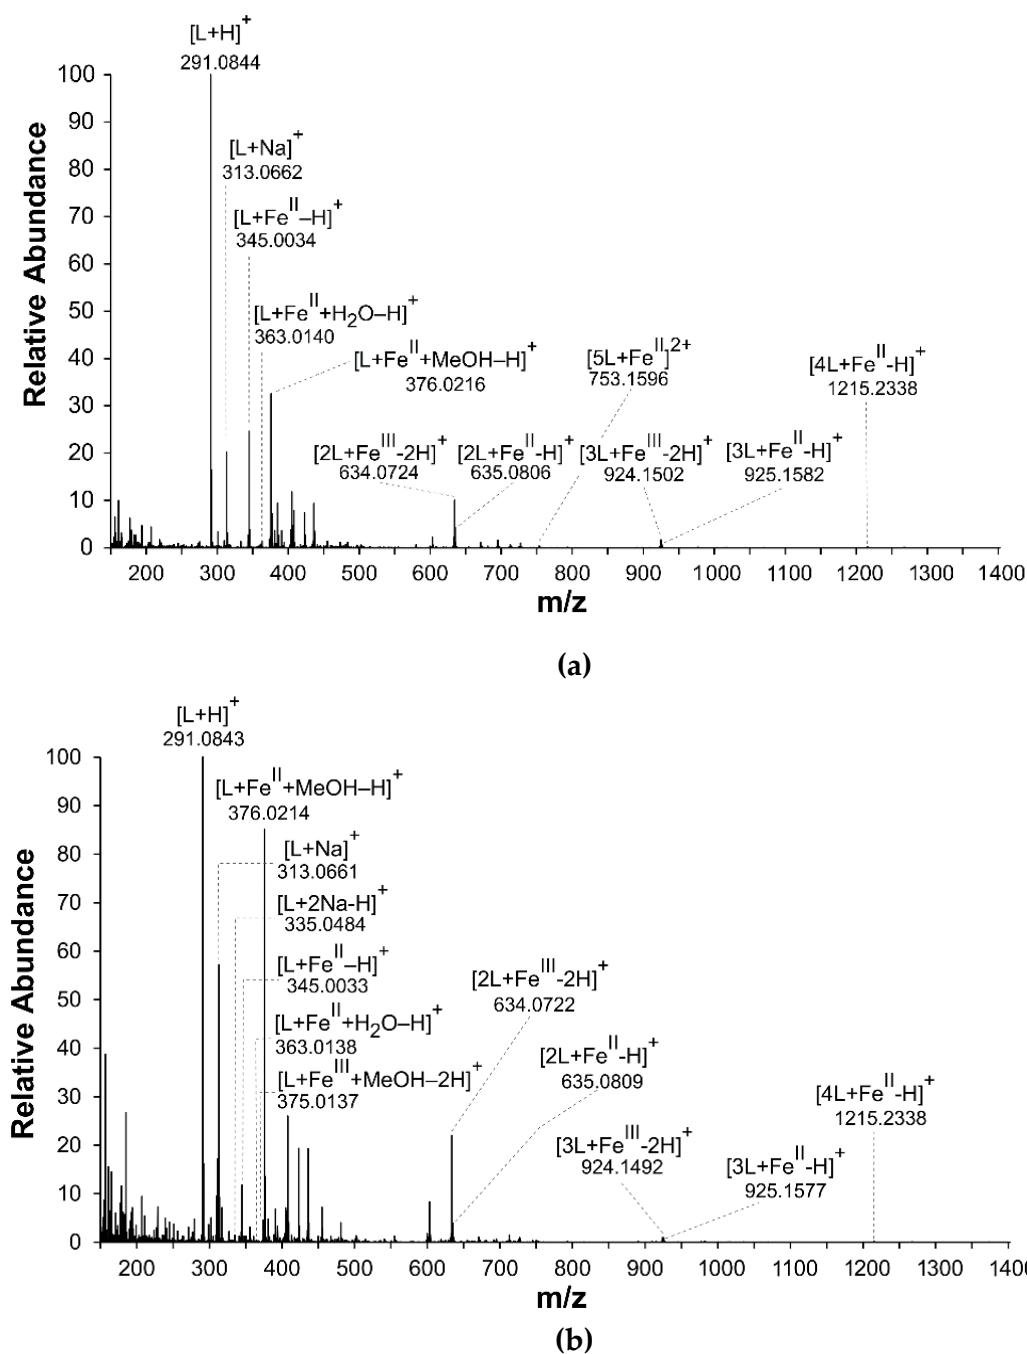 [L+H]+
291.0844
100
[L+Na]+
313.0662
90
80
[L+FeII–H]+
345.0034
70
60
50
[L+FeII+H2O–H]+
363.0140
[L+FeII+MeOH–H]+
376.0216
[5L+FeII]2+
753.1596
[4L+FeII-H]+
1215.2338
40
30
[2L+FeIII-2H]+
634.0724
[2L+FeII-H]+
635.0806
[3L+FeIII-2H]+
924.1502
[3L+FeII-H]+
925.1582
20
10
0
Relative Abundance
200 300 400 500 600 700 800 900 1000 1100 1200 1300 1400
m/z
(a)
[L+H]+
291.0843
100
[L+FeII+MeOH–H]+
376.0214
90
80
[L+Na]+
313.0661
70
[L+2Na-H]+
335.0484
60
[L+FeII–H]+
345.0033
[2L+FeIII-2H]+
634.0722
50
[L+FeII+H2O–H]+
363.0138
40
[2L+FeII-H]+
635.0809
[L+FeIII+MeOH–2H]+
375.0137
30
[4L+FeII-H]+
1215.2338
[3L+FeIII-2H]+
924.1492
[3L+FeII-H]+
925.1577
20
10
0
Relative Abundance
200 300 400 500 600 700 800 900 1000 1100 1200 1300
m/z
(b)